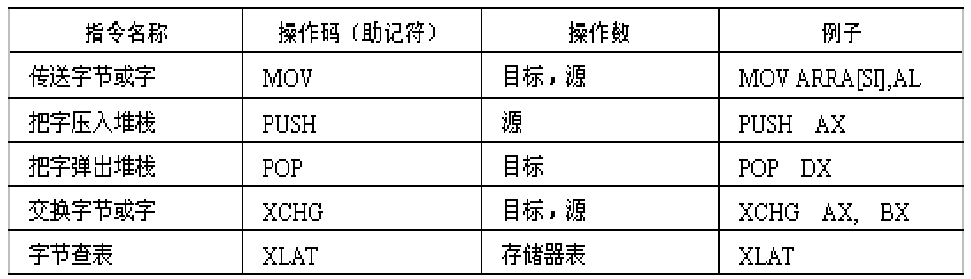 指令名称 操作码（助记符） 操作数 例子
传送字节或字 MOV 目标，源 MOV ARRA[SI],AL
把字压入堆栈 PUSH 源 PUSH AX
把字弹出堆栈 POP 目标 POP DX
交换字节或字 XCHG 目标，源 XCHG AX, BX
字节查表 XLAT 存储器表 XLAT